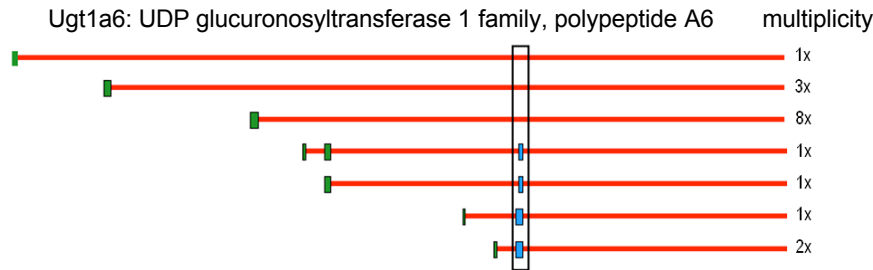 Ugt1a6: UDP glucuronosyltransferase 1 family, polypeptide A6 multiplicity
1x
3x
8x
1x
1x
1x
2x